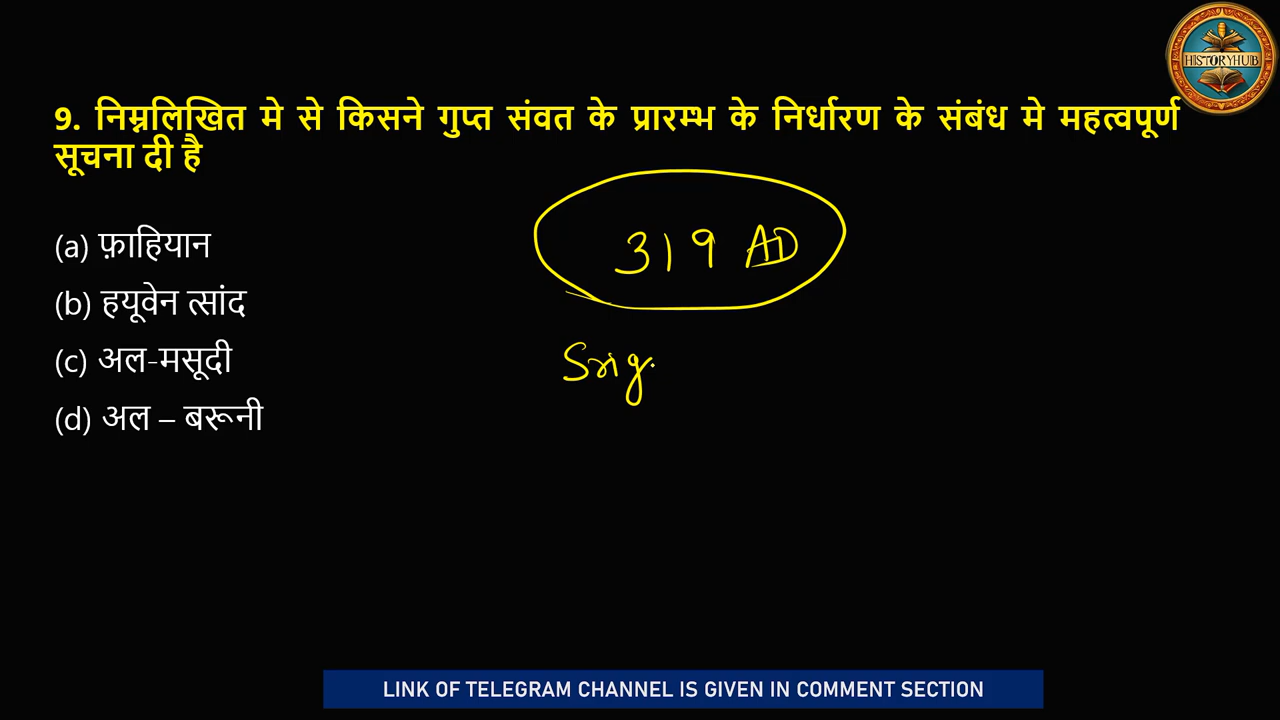 HISTORYHUB
9. निम्नलिखित मे से किसने गुप्त संवत के प्रारम्भ के निर्धारण के संबंध मे महत्वपूर्ण
सूचना दी है
(a) फ़ाहियान
(b) हयूवेन त्सांद
(c) अल-मसूदी
(d) अल – बरूनी
319 AD
LINK OF TELEGRAM CHANNEL IS GIVEN IN COMMENT SECTION